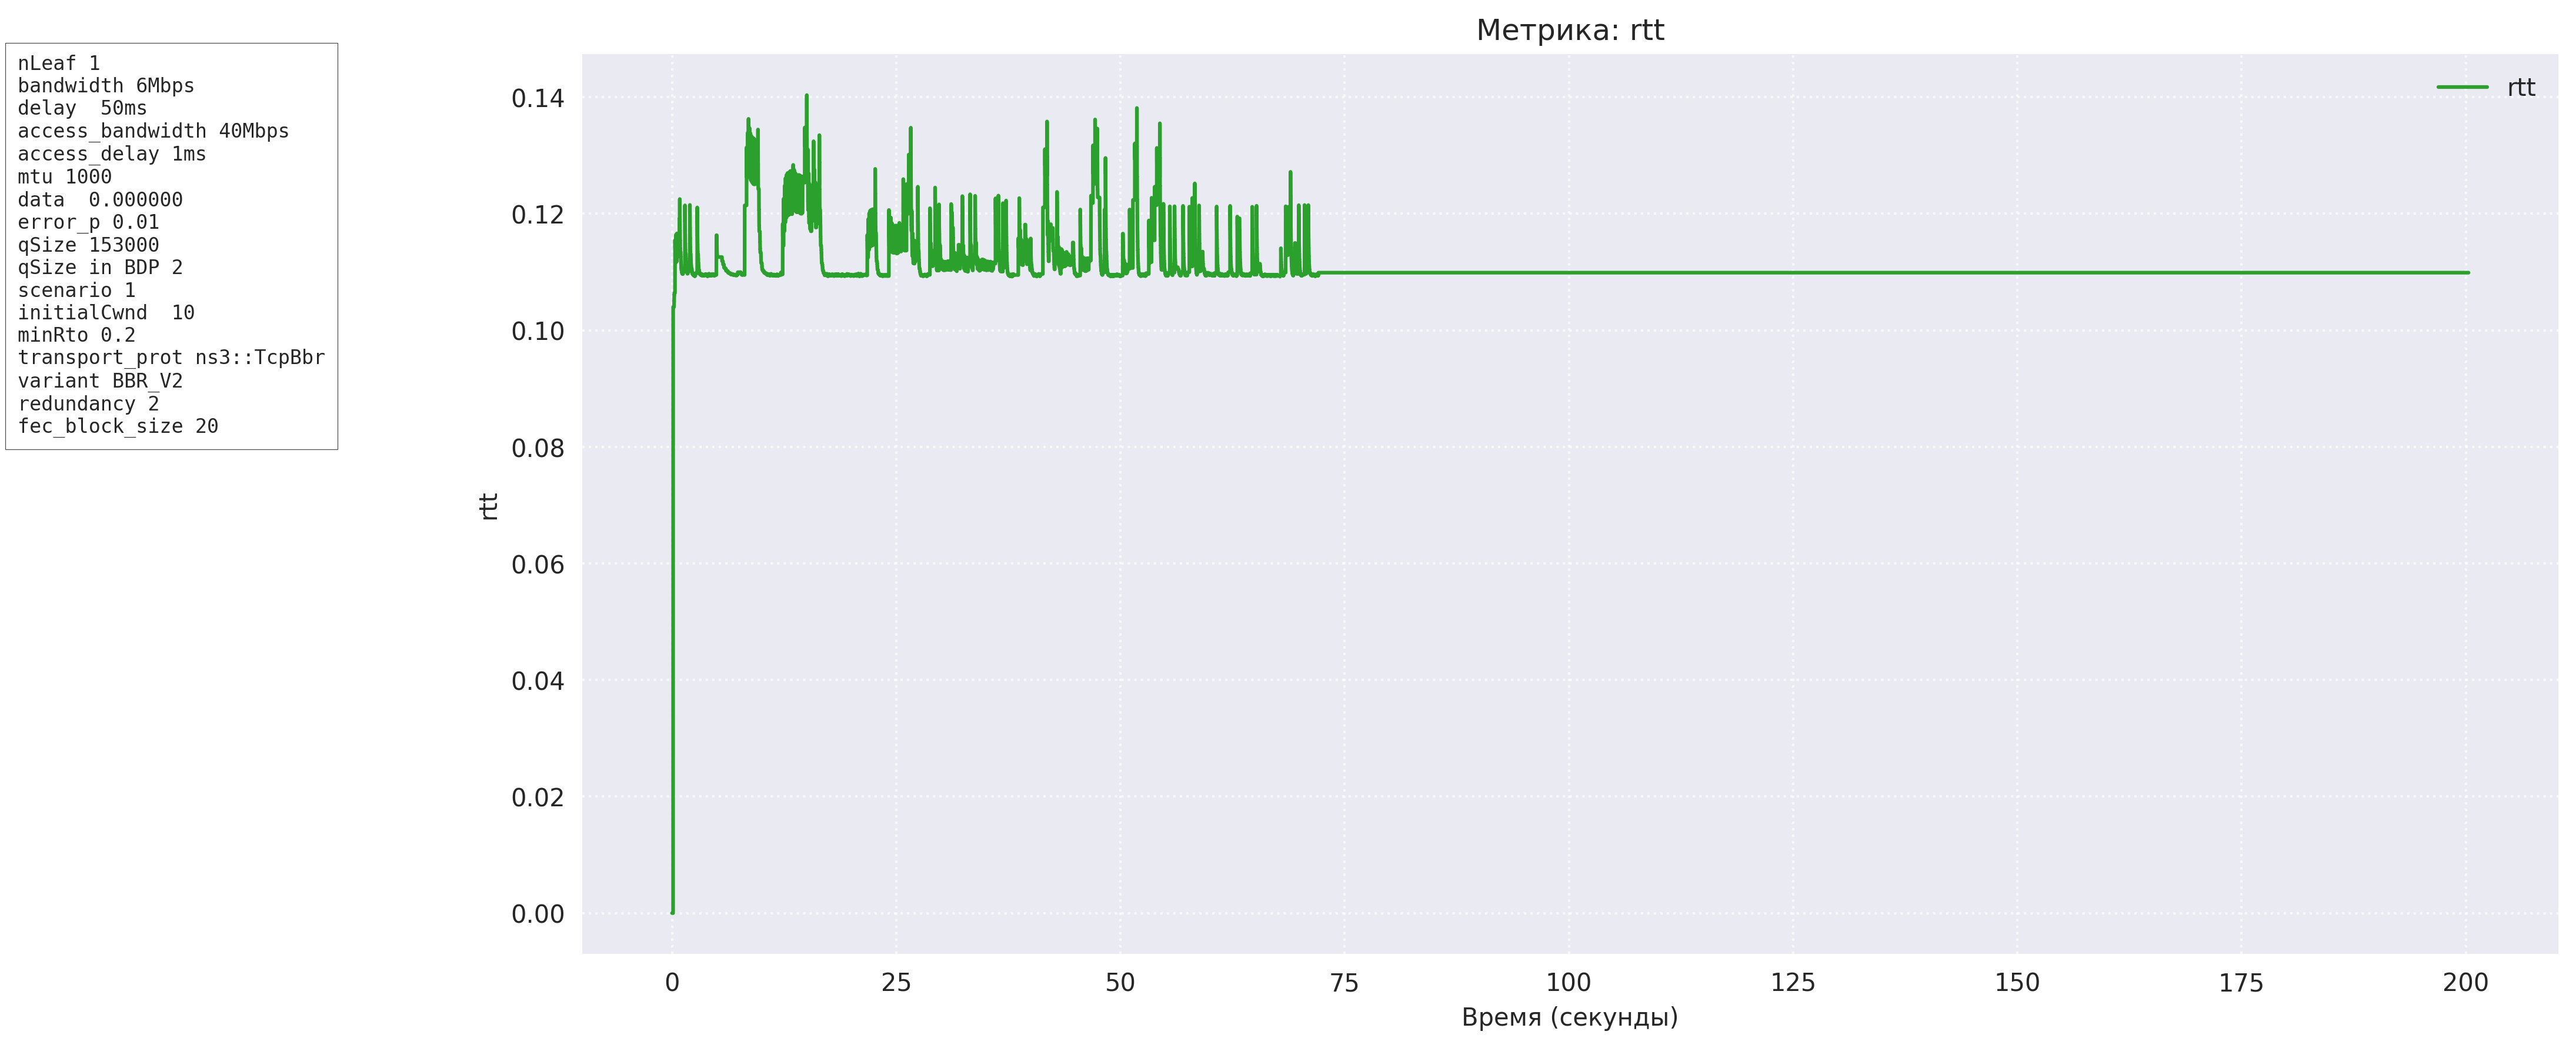 Метрика: rtt
nLeaf 1
bandwidth 6Mbps
delay  50ms
access_bandwidth 40Mbps
access_delay 1ms
mtu 1000
data  0.000000
error_p 0.01
qSize 153000
qSize in BDP 2
scenario 1
initialCwnd  10
minRto 0.2
transport_prot ns3::TcpBbr
variant BBR_V2
redundancy 2
fec_block_size 20
rtt
rtt
0.14
0.12
0.10
0.08
0.06
0.04
0.02
0.00
0 25 50 75 100 125 150 175 200
Время (секунды)